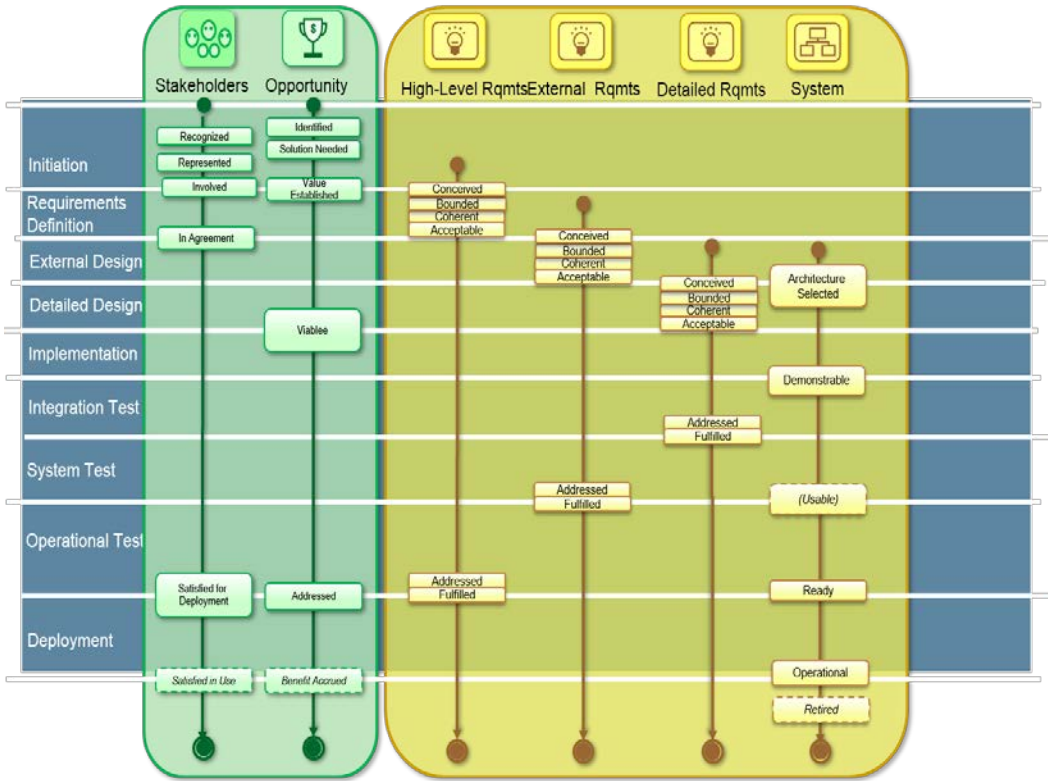 $
Stakeholders
Opportunity
High-Level Rqmts
External Rqmts
Detailed Rqmts
System
Initiation
Requirements
Definition
External Design
Detailed Design
Implementation
Integration Test
System Test
Operational Test
Deployment
Recognized
Represented
Involved
In Agreement
Satisfied for
Deployment
Satisfied in Use
Identified
Solution Needed
Value
Established
Viablee
Addressed
Benefit Accrued
Conceived
Bounded
Coherent
Acceptable
Addressed
Fulfilled
Conceived
Bounded
Coherent
Acceptable
Addressed
Fulfilled
Conceived
Bounded
Coherent
Acceptable
Addressed
Fulfilled
Architecture
Selected
Demonstrable
(Usable)
Ready
Operational
Retired